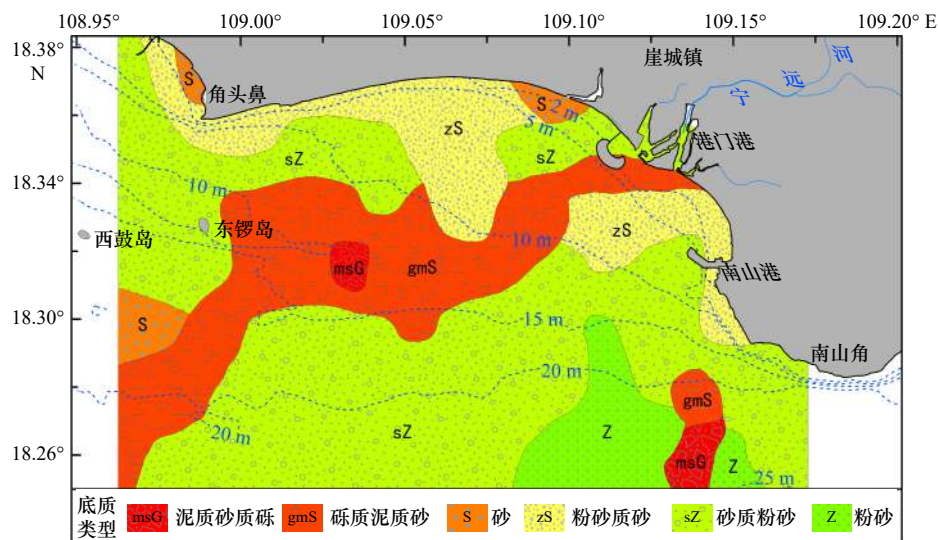 108.95° 109.00° 109.05° 109.10° 109.15° 109.20° E
18.38°
N
崖城镇
宁远河
S
角头鼻
S
2 m
5 m
zS
港门港
sZ
sZ
18.34°
10 m
东锣岛
西鼓岛
10 m
zS
msG
gmS
南山港
18.30°
S
15 m
南山角
20 m
gmS
20 m
sZ
Z
18.26°
msG
Z
25 m
底质类型
msG 泥质砂质砾 gmS 砾质泥质砂 S 砂 zS 粉砂质砂 sZ 砂质粉砂 Z 粉砂